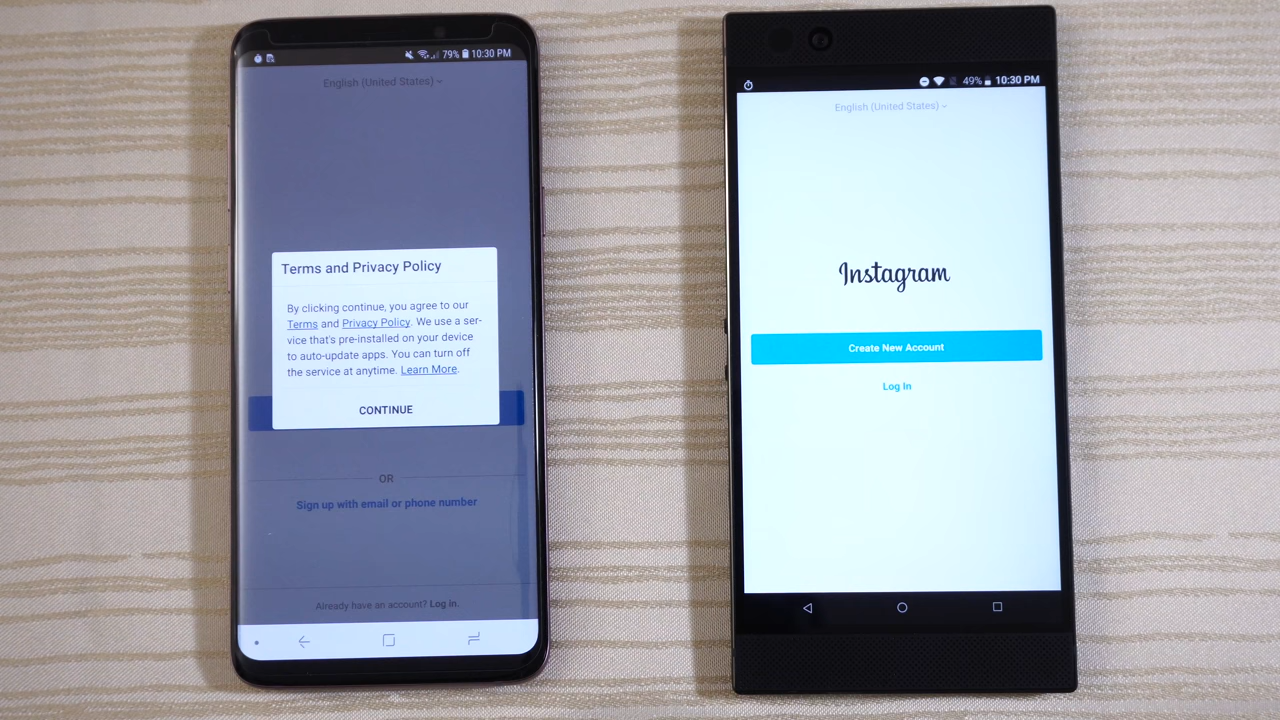 79% 10:30 PM
English (United States)
Terms and Privacy Policy
By clicking continue, you agree to our
Terms and Privacy Policy. We use a ser-
vice that's pre-installed on your device
to auto-update apps. You can turn off
the service at anytime. Learn More.
CONTINUE
OR
Sign up with email or phone number
Already have an account? Log in.
49% 10:30 PM
English (United States)
Instagram
Create New Account
Log In